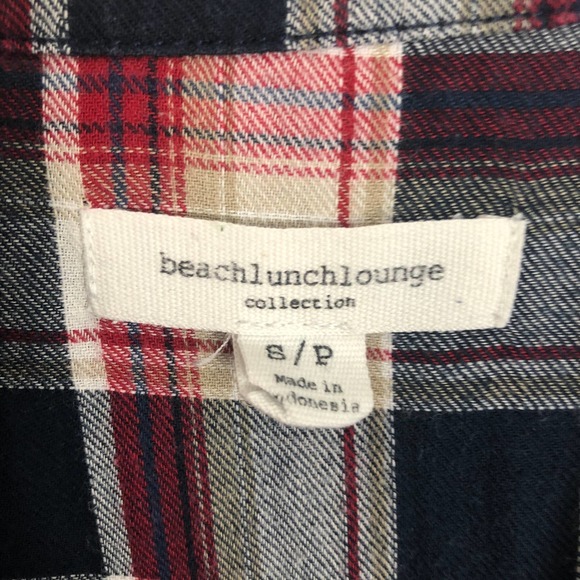 beachlunchlounge
collection
S/P
Made in
Indonesia